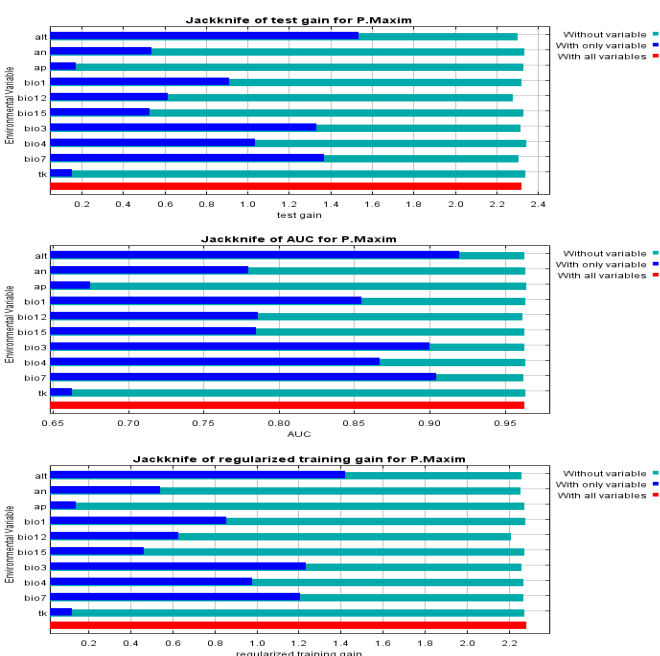 Jackknife of test gain for P.Maxim
Environmental Variable
alt
an
ap
bio1
bio12
bio15
bio3
bio4
bio7
tk
Without variable
With only variable
With all variables
0.2 0.4 0.6 0.8 1.0 1.2 1.4 1.6 1.8 2.0 2.2 2.4
test gain
Jackknife of AUC for P.Maxim
Environmental Variable
alt
an
ap
bio1
bio12
bio15
bio3
bio4
bio7
tk
Without variable
With only variable
With all variables
0.65 0.70 0.75 0.80 0.85 0.90 0.95
AUC
Jackknife of regularized training gain for P.Maxim
Environmental Variable
alt
an
ap
bio1
bio12
bio15
bio3
bio4
bio7
tk
Without variable
With only variable
With all variables
0.2 0.4 0.6 0.8 1.0 1.2 1.4 1.6 1.8 2.0 2.2
regularized training gain